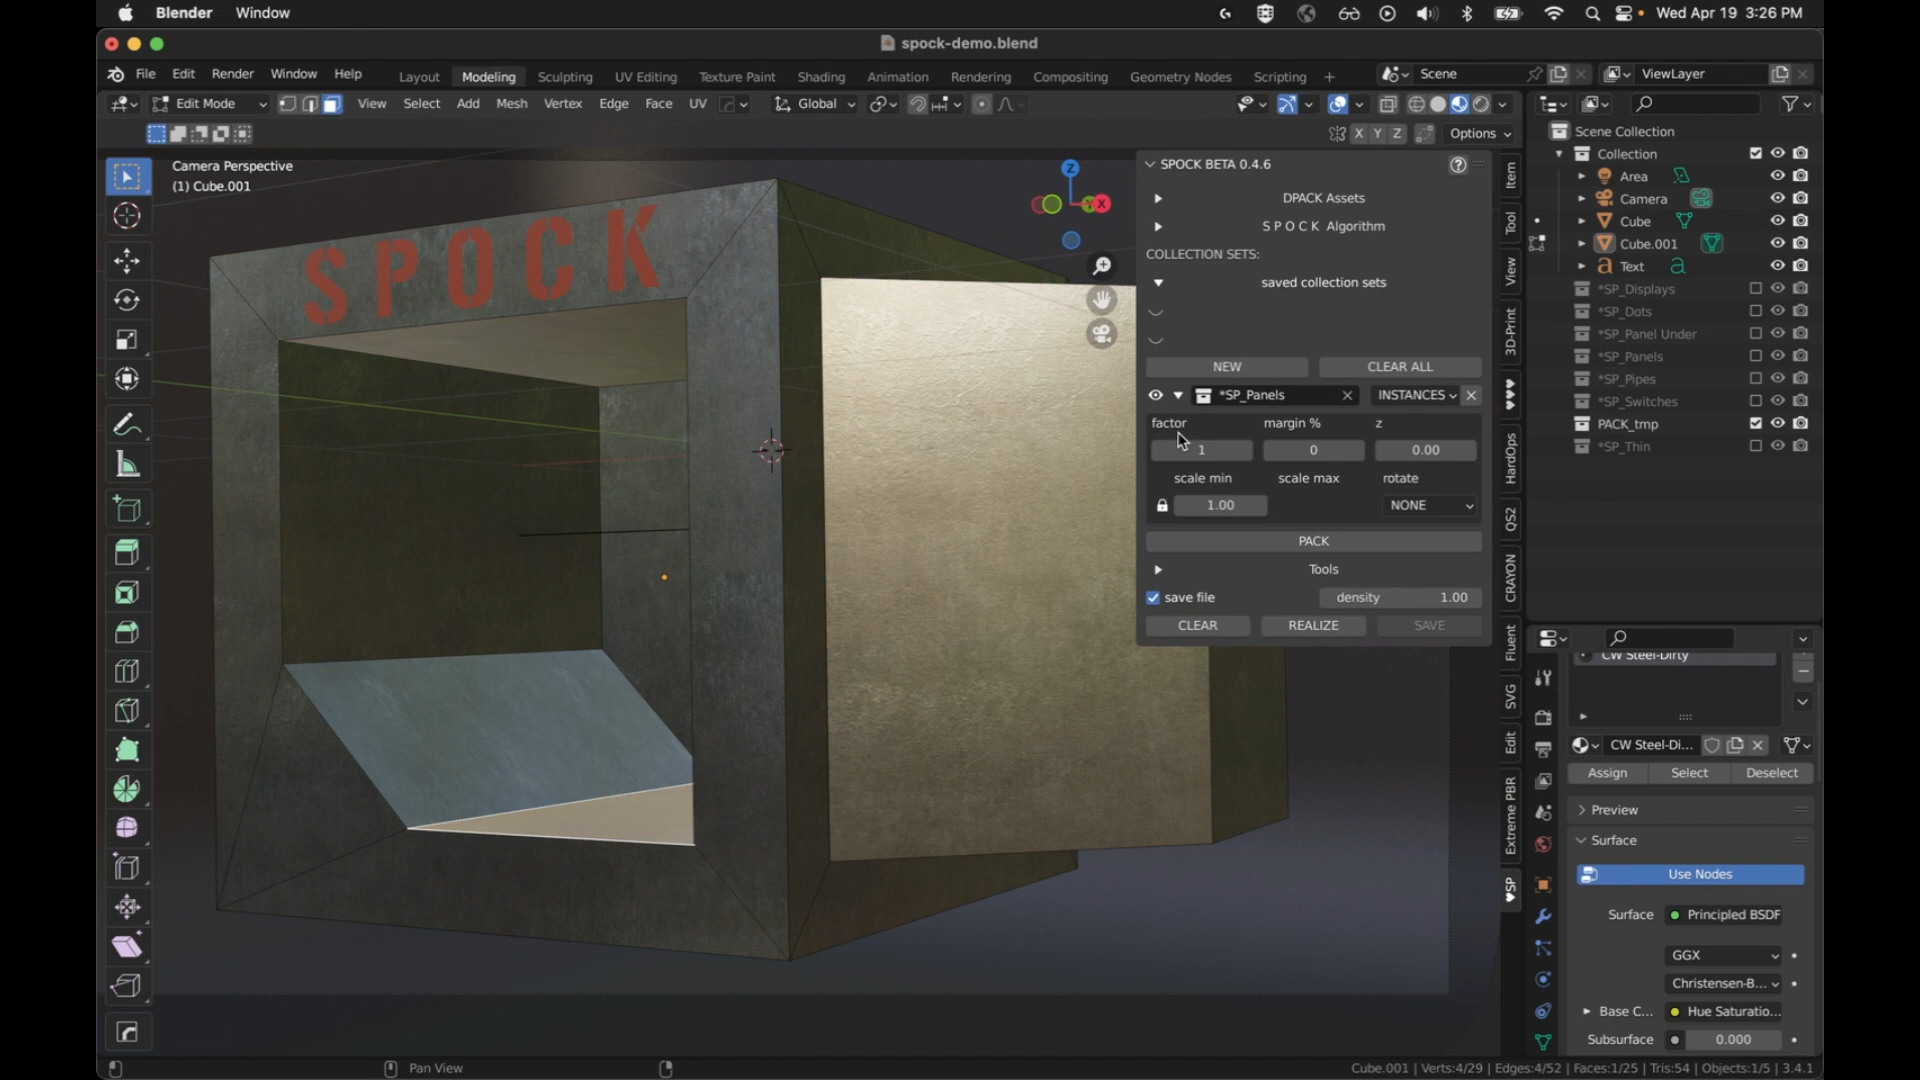 Blender Window Wed Apr 19 3:26 PM
spock-demo.blend
File Edit Render Window Help Layout Modeling Sculpting UV Editing Texture Paint Shading Animation Rendering Compositing Geometry Nodes Scripting + Scene ViewLayer
Edit Mode View Select Add Mesh Vertex Edge Face UV Global
X Y Z Options
Camera Perspective
(1) Cube.001
SPOCK
Z
X
SPOCK BETA 0.4.6
DPACK Assets
S P O C K Algorithm
COLLECTION SETS:
saved collection sets
NEW CLEAR ALL
*SP_Panels INSTANCES
factor margin % z
1 0 0.00
scale min scale max rotate
1.00 NONE
PACK
Tools
save file density 1.00
CLEAR REALIZE SAVE
Item
Tool
View
3D-Print
♥♥♥
HardOps
QS2
CRAYON
Fluent
SVG
Edit
Extreme PBR
♥SP
Scene Collection
Collection
Area
Camera
Cube
Cube.001
Text
*SP_Displays
*SP_Dots
*SP_Panel Under
*SP_Panels
*SP_Pipes
*SP_Switches
PACK_tmp
*SP_Thin
CW Steel-Dirty
CW Steel-Di...
Assign Select Deselect
Preview
Surface
Use Nodes
Surface Principled BSDF
GGX
Christensen-B...
Base C... Hue Saturatio...
Subsurface 0.000
Pan View
Cube.001 | Verts:4/29 | Edges:4/52 | Faces:1/25 | Tris:54 | Objects:1/5 | 3.4.1